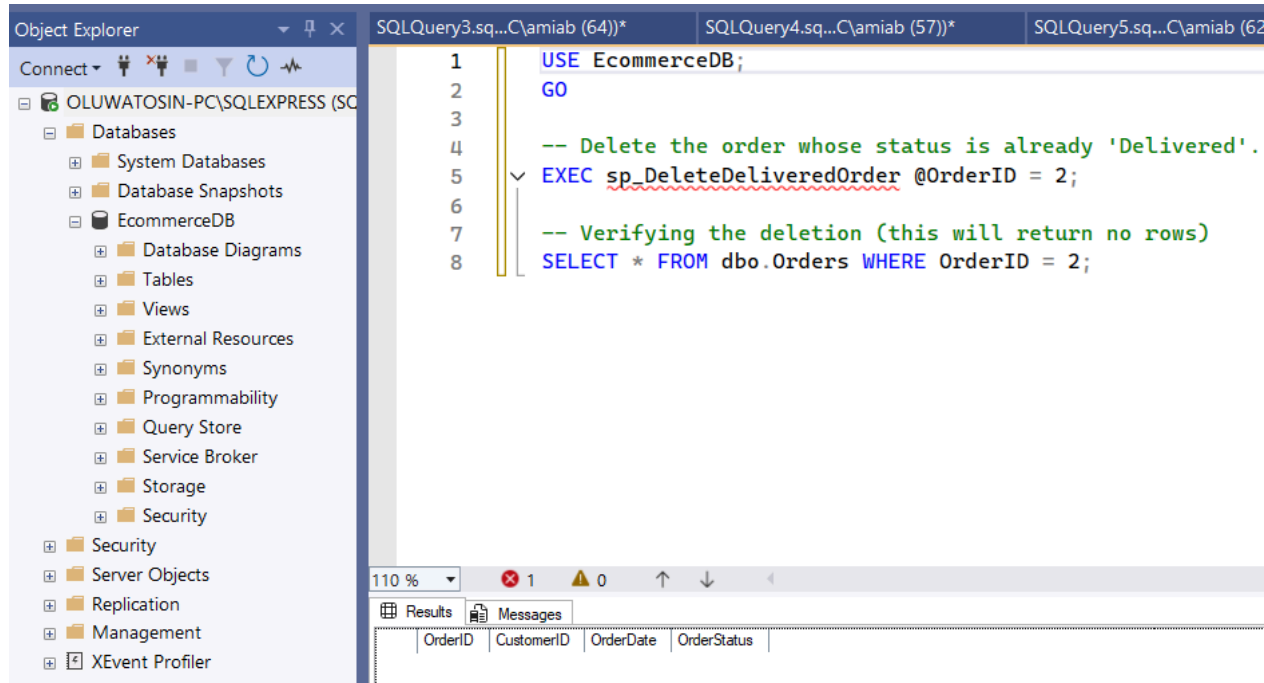 Object Explorer
Connect
OLUWATOSIN-PC\SQLEXPRESS (SQ
Databases
System Databases
Database Snapshots
EcommerceDB
Database Diagrams
Tables
Views
External Resources
Synonyms
Programmability
Query Store
Service Broker
Storage
Security
Security
Server Objects
Replication
Management
XEvent Profiler
SQLQuery3.sq...C\amiab (64))* SQLQuery4.sq...C\amiab (57))* SQLQuery5.sq...C\amiab (62
1 USE EcommerceDB;
2 GO
3
4 -- Delete the order whose status is already 'Delivered'.
5 EXEC sp_DeleteDeliveredOrder @OrderID = 2;
6
7 -- Verifying the deletion (this will return no rows)
8 SELECT * FROM dbo.Orders WHERE OrderID = 2;
110 % 1 0
Results Messages
OrderID CustomerID OrderDate OrderStatus